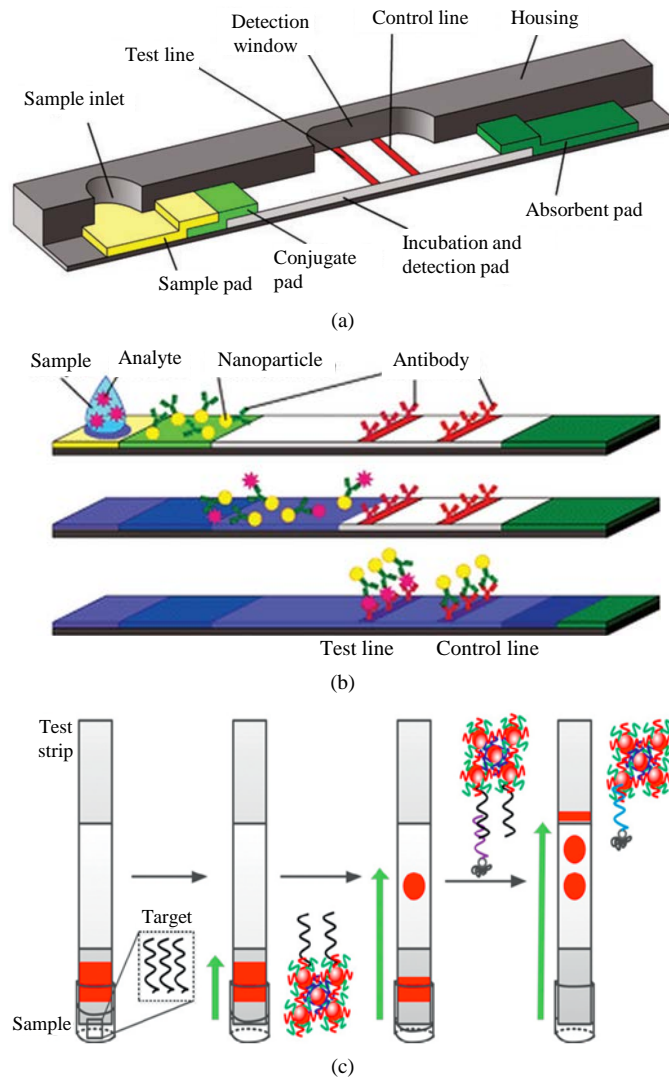 Detection
window
Control line
Housing
Test line
Sample inlet
Absorbent pad
Incubation and
detection pad
Conjugate
pad
Sample pad
(a)
Sample
Analyte
Nanoparticle
Antibody
Test line
Control line
(b)
Test
strip
Target
Sample
(c)